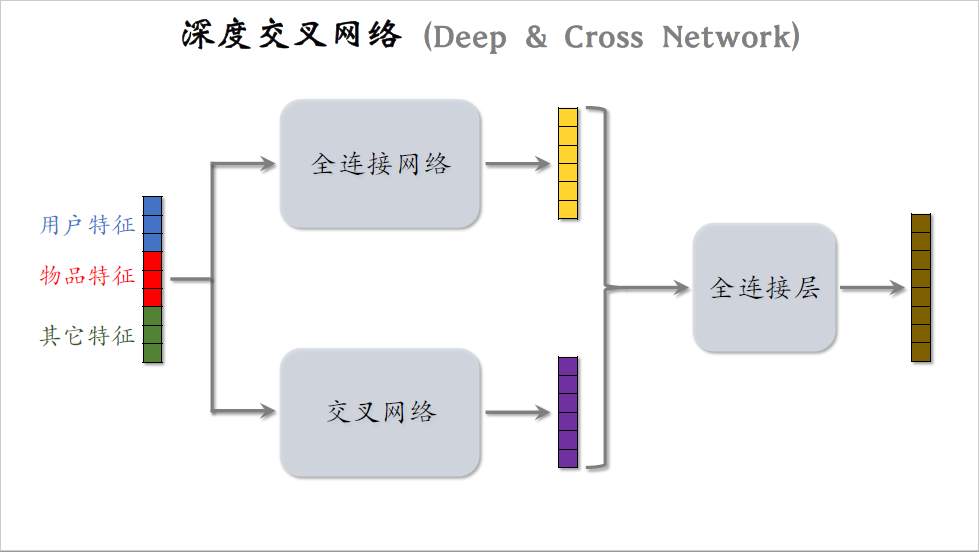 深度交叉网络 (Deep & Cross Network)
全连接网络
用户特征
物品特征
其它特征
全连接层
交叉网络